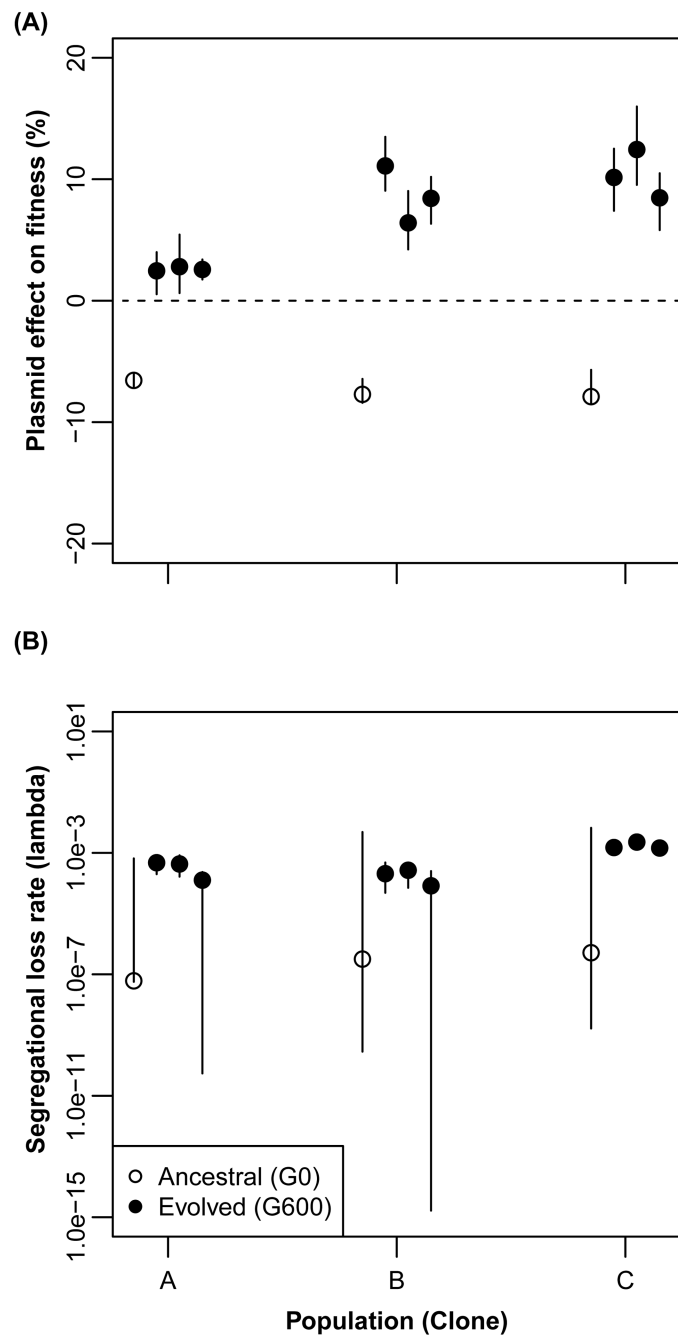 (A)
Plasmid effect on fitness (%)
20
10
0
−10
−20
(B)
Segregational loss rate (lambda)
1.0e1
1.0e−3
1.0e−7
1.0e−11
1.0e−15
Ancestral (G0)
Evolved (G600)
A
B
C
Population (Clone)